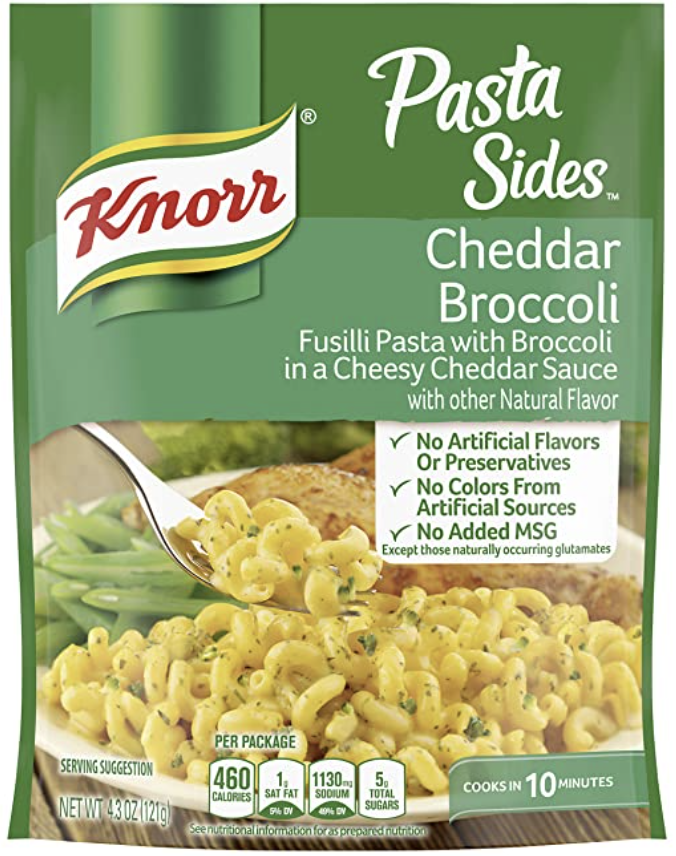 Knorr®
Pasta
Sides™
Cheddar
Broccoli
Fusilli Pasta with Broccoli
in a Cheesy Cheddar Sauce
with other Natural Flavor
✓ No Artificial Flavors
Or Preservatives
✓ No Colors From
Artificial Sources
✓ No Added MSG
Except those naturally occurring glutamates
PER PACKAGE
460
CALORIES
1g
SAT FAT
5% DV
1130mg
SODIUM
49% DV
5g
TOTAL
SUGARS
See nutritional information for as prepared nutrition
SERVING SUGGESTION
NET WT 4.3 OZ (121g)
COOKS IN 10 MINUTES